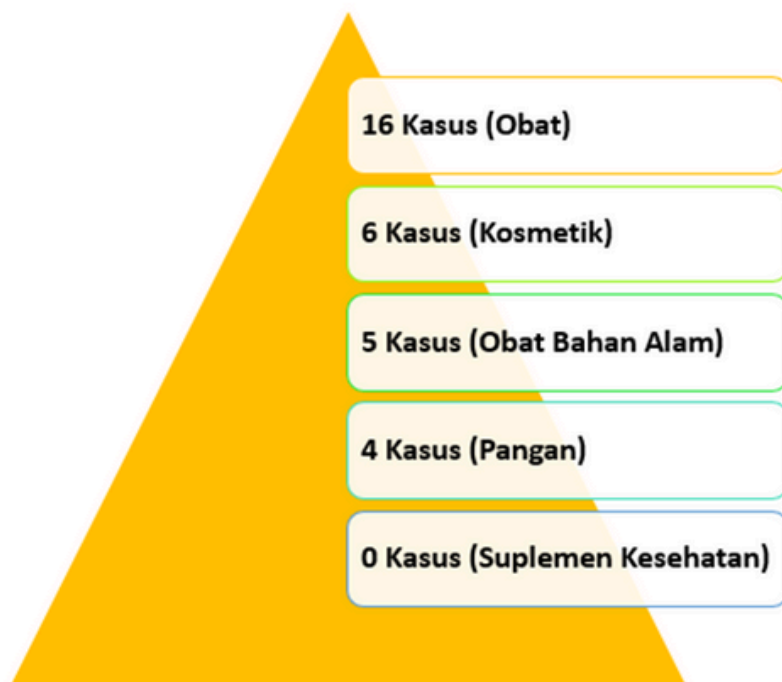 16 Kasus (Obat)
6 Kasus (Kosmetik)
5 Kasus (Obat Bahan Alam)
4 Kasus (Pangan)
0 Kasus (Suplemen Kesehatan)